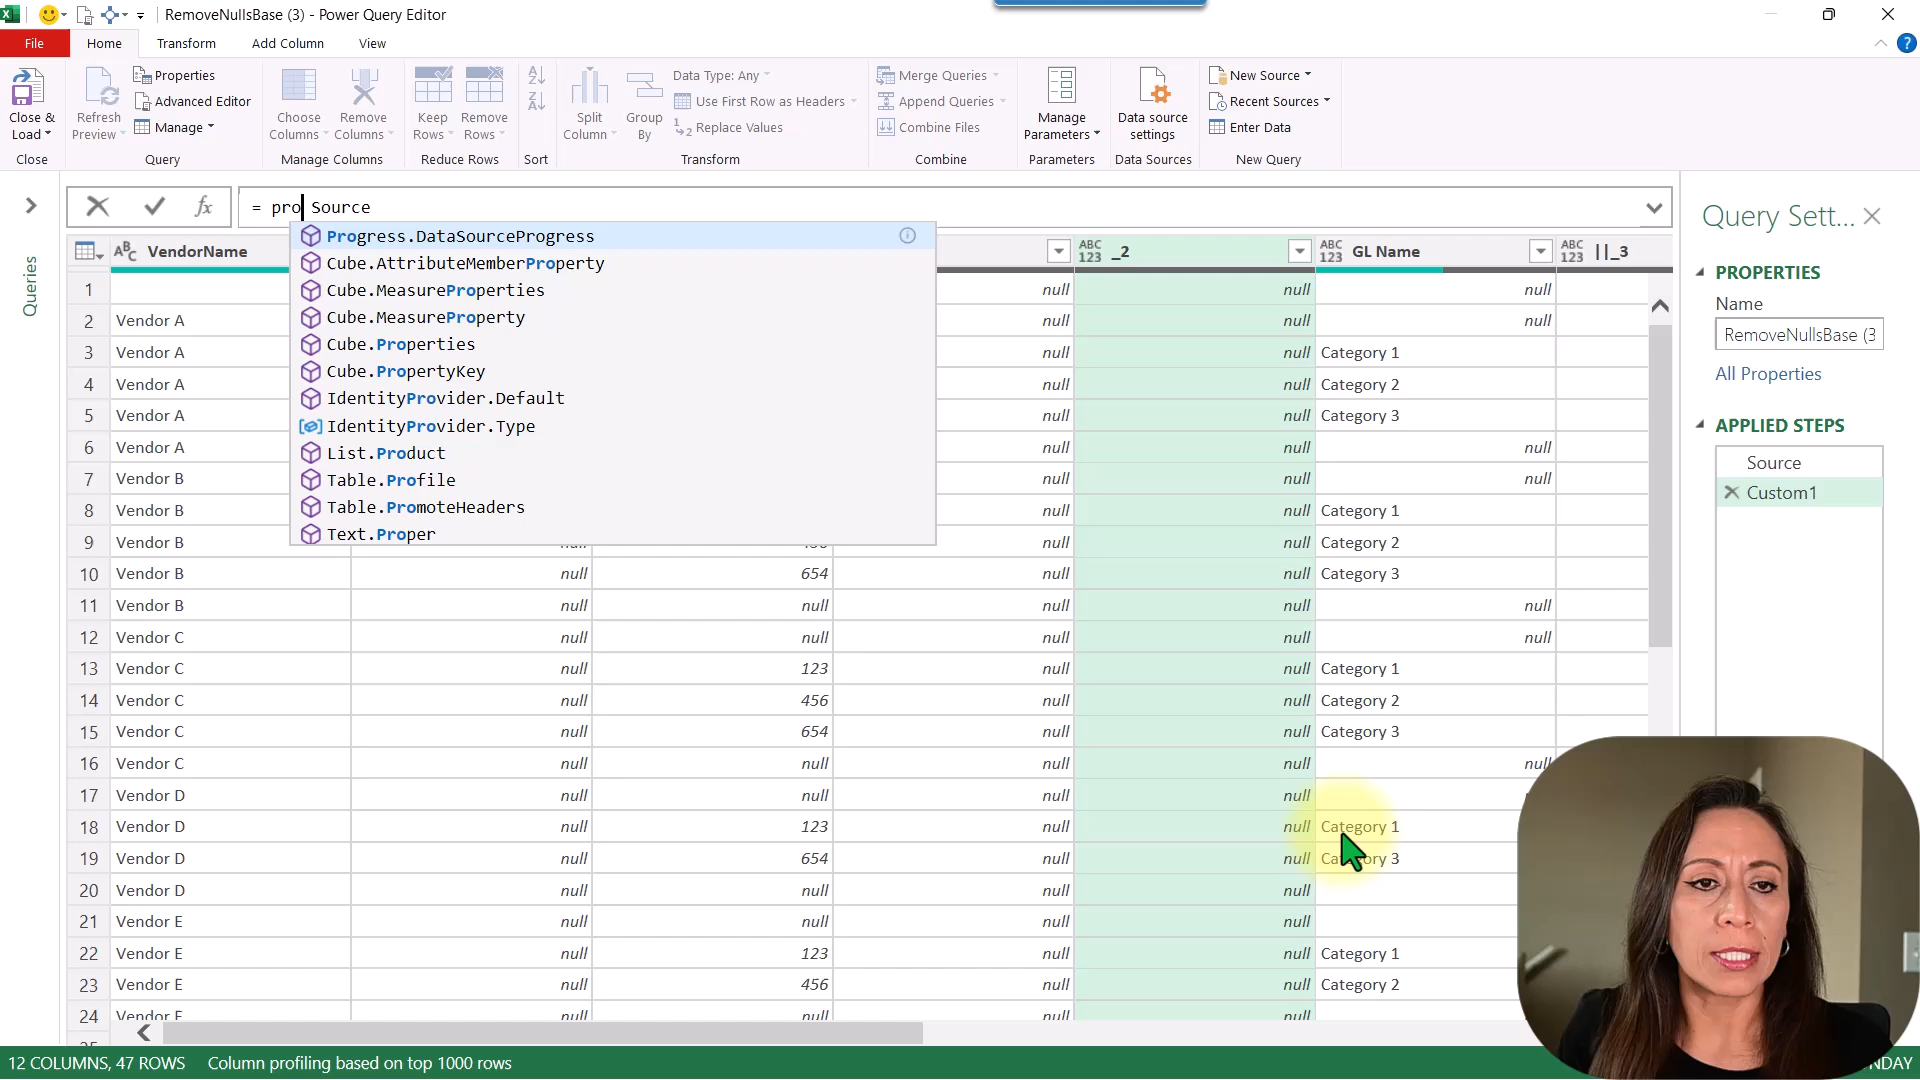 RemoveNullsBase (3) - Power Query Editor
File Home Transform Add Column View
Close & Load
Refresh Preview
Properties
Advanced Editor
Manage
Choose Columns
Remove Columns
Keep Rows
Remove Rows
Split Column
Group By
Data Type: Any
Use First Row as Headers
Replace Values
Merge Queries
Append Queries
Combine Files
Manage Parameters
Data source settings
New Source
Recent Sources
Enter Data
Close Query Manage Columns Reduce Rows Sort Transform Combine Parameters Data Sources New Query
= pro Source
Progress.DataSourceProgress
Cube.AttributeMemberProperty
Cube.MeasureProperties
Cube.MeasureProperty
Cube.Properties
Cube.PropertyKey
IdentityProvider.Default
IdentityProvider.Type
List.Product
Table.Profile
Table.PromoteHeaders
Text.Proper
Queries
VendorName ABC 123 _2 ABC 123 GL Name ABC 123 ||_3
1 null null null
2 Vendor A null null null
3 Vendor A null null Category 1
4 Vendor A null null Category 2
5 Vendor A null null Category 3
6 Vendor A null null null
7 Vendor B null null null
8 Vendor B null null Category 1
9 Vendor B null null Category 2
10 Vendor B null 654 null null Category 3
11 Vendor B null null null null null
12 Vendor C null null null null null
13 Vendor C null 123 null null Category 1
14 Vendor C null 456 null null Category 2
15 Vendor C null 654 null null Category 3
16 Vendor C null null null null null
17 Vendor D null null null null
18 Vendor D null 123 null null Category 1
19 Vendor D null 654 null null Category 3
20 Vendor D null null null null
21 Vendor E null null null null
22 Vendor E null 123 null null Category 1
23 Vendor E null 456 null null Category 2
24 null null null null
Query Sett...
PROPERTIES
Name
RemoveNullsBase (3
All Properties
APPLIED STEPS
Source
Custom1
12 COLUMNS, 47 ROWS Column profiling based on top 1000 rows